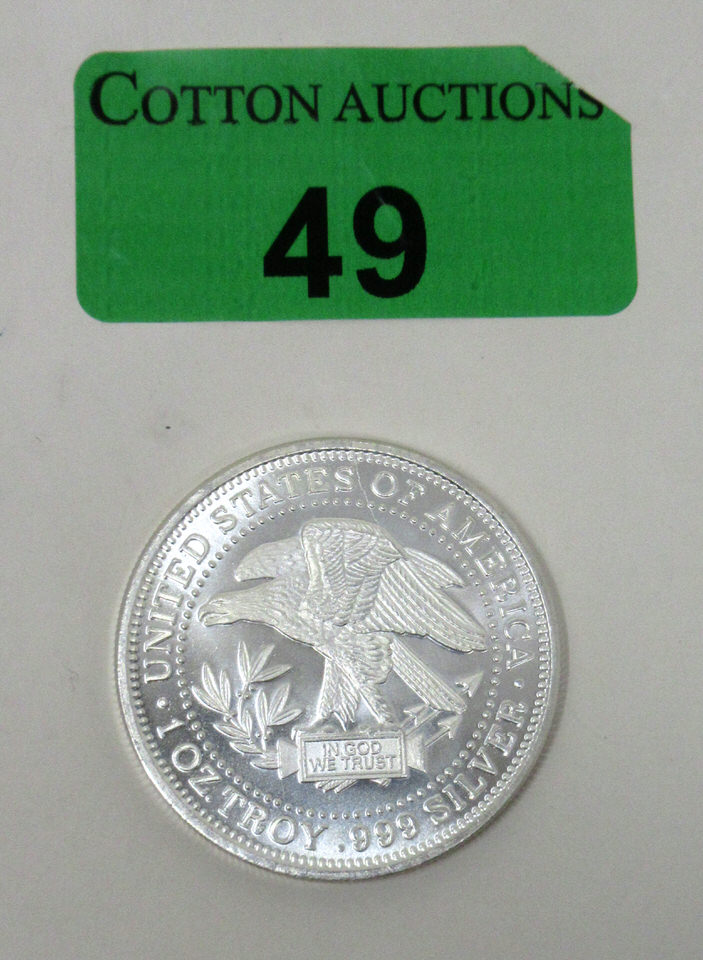 COTTON AUCTIONS
49
UNITED STATES OF AMERICA
IN GOD
WE TRUST
· 1 OZ TROY .999 SILVER ·